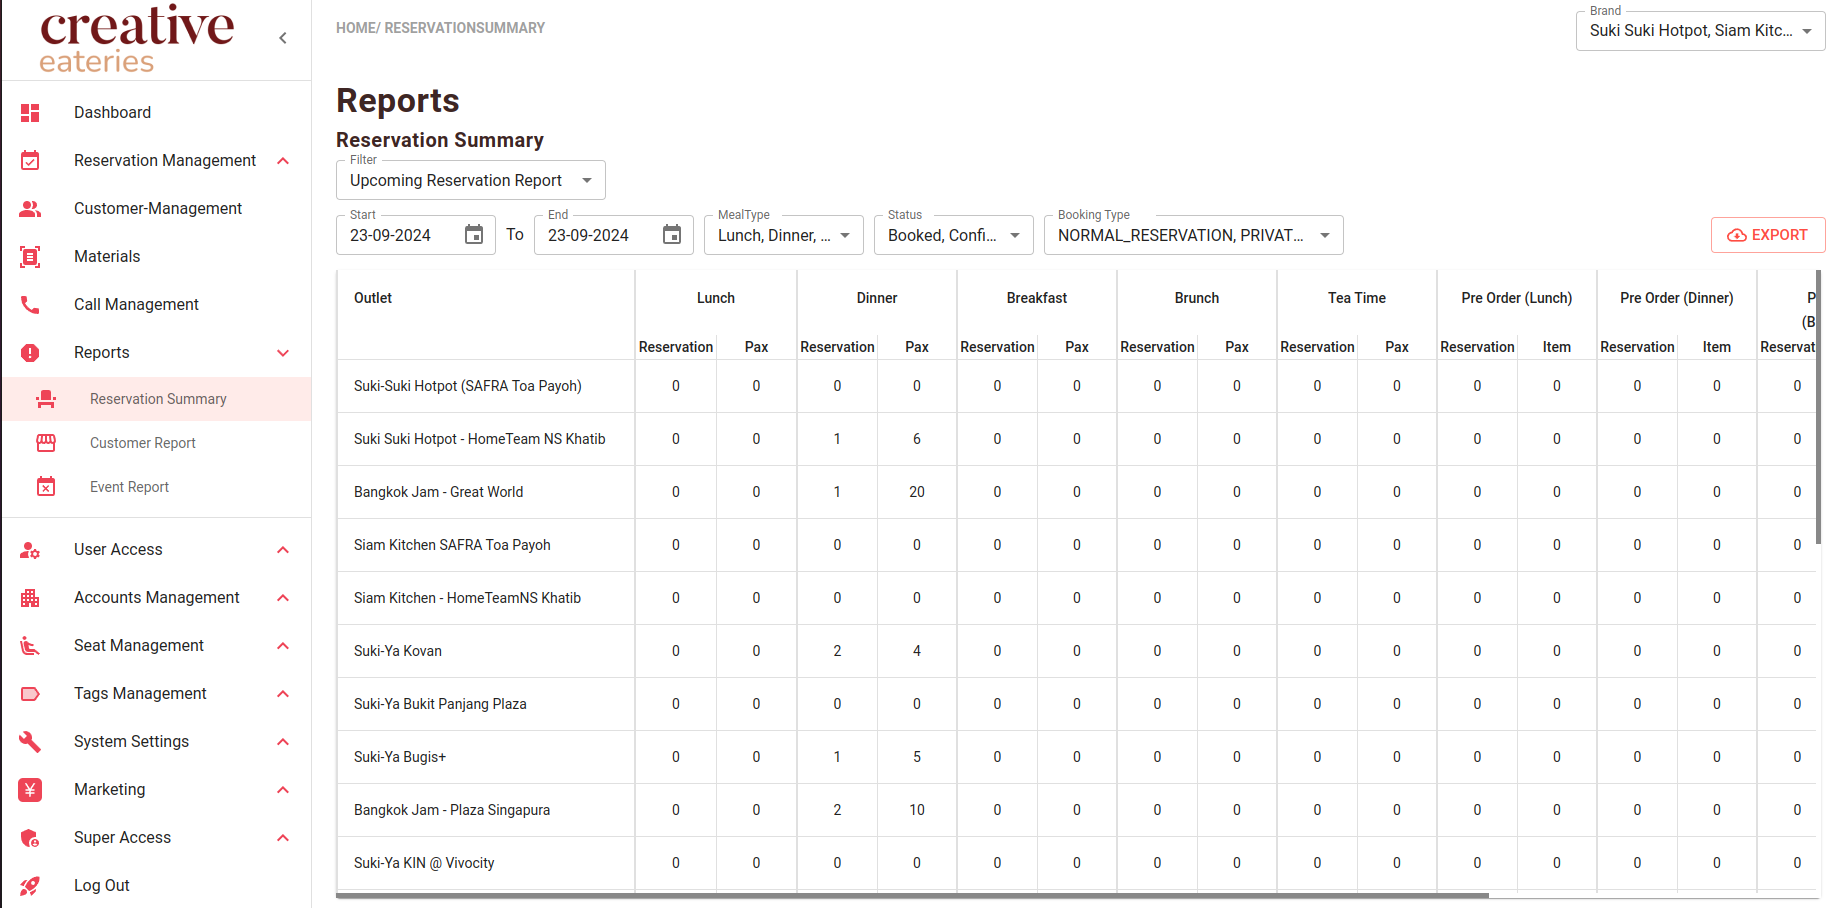 creative
eateries
Dashboard
Reservation Management
Customer-Management
Materials
Call Management
Reports
Reservation Summary
Customer Report
Event Report
User Access
Accounts Management
Seat Management
Tags Management
System Settings
Marketing
Super Access
Log Out
HOME/ RESERVATIONSUMMARY
Brand
Suki Suki Hotpot, Siam Kitc...
Reports
Reservation Summary
Filter
Upcoming Reservation Report
Start
23-09-2024
To
End
23-09-2024
MealType
Lunch, Dinner, ...
Status
Booked, Confi...
Booking Type
NORMAL_RESERVATION, PRIVAT...
EXPORT
Outlet Lunch Dinner Breakfast Brunch Tea Time Pre Order (Lunch) Pre Order (Dinner) P
(B
Reservation Pax Reservation Pax Reservation Pax Reservation Pax Reservation Pax Reservation Item Reservation Item Reservat
Suki-Suki Hotpot (SAFRA Toa Payoh) 0 0 0 0 0 0 0 0 0 0 0 0 0 0 0
Suki Suki Hotpot - HomeTeam NS Khatib 0 0 1 6 0 0 0 0 0 0 0 0 0 0 0
Bangkok Jam - Great World 0 0 1 20 0 0 0 0 0 0 0 0 0 0 0
Siam Kitchen SAFRA Toa Payoh 0 0 0 0 0 0 0 0 0 0 0 0 0 0 0
Siam Kitchen - HomeTeamNS Khatib 0 0 0 0 0 0 0 0 0 0 0 0 0 0 0
Suki-Ya Kovan 0 0 2 4 0 0 0 0 0 0 0 0 0 0 0
Suki-Ya Bukit Panjang Plaza 0 0 0 0 0 0 0 0 0 0 0 0 0 0 0
Suki-Ya Bugis+ 0 0 1 5 0 0 0 0 0 0 0 0 0 0 0
Bangkok Jam - Plaza Singapura 0 0 2 10 0 0 0 0 0 0 0 0 0 0 0
Suki-Ya KIN @ Vivocity 0 0 0 0 0 0 0 0 0 0 0 0 0 0 0